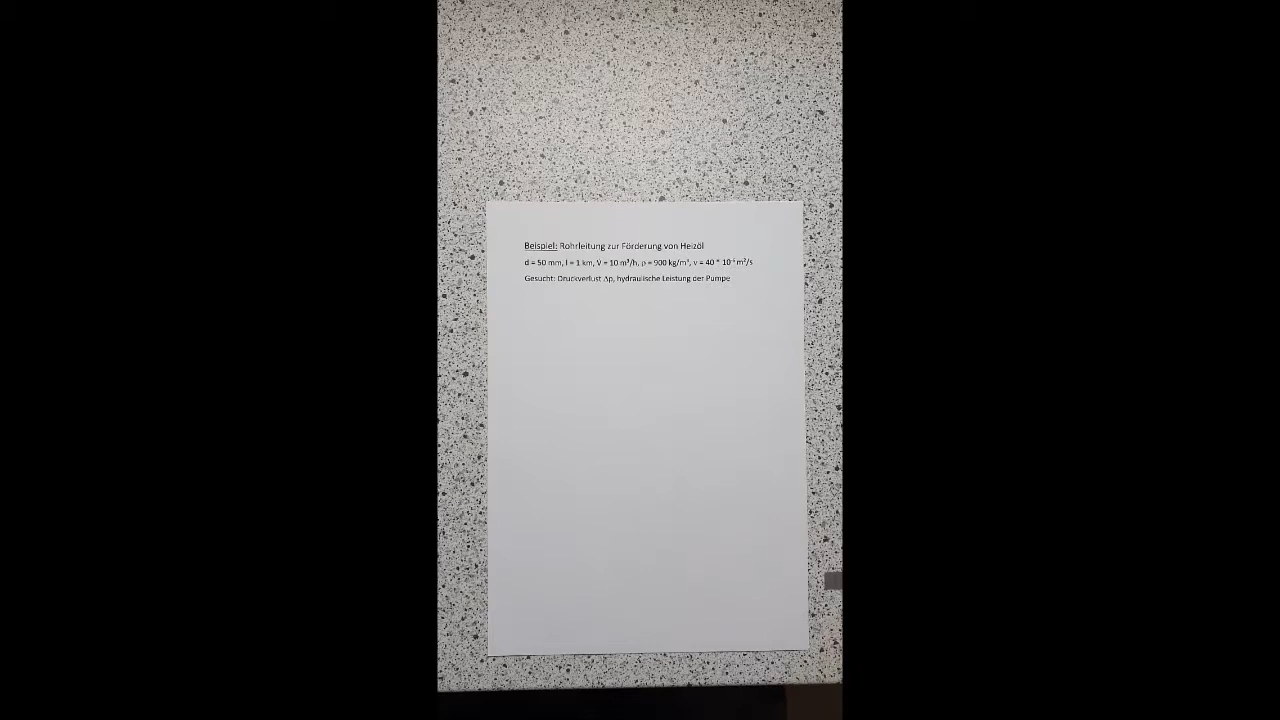 Beispiel: Rohrleitung zur Förderung von Heizöl
d = 50 mm, l = 1 km, V̇ = 10 m³/h, ρ = 900 kg/m³, ν = 40 * 10⁻⁶ m²/s
Gesucht: Druckverlust Δp, hydraulische Leistung der Pumpe